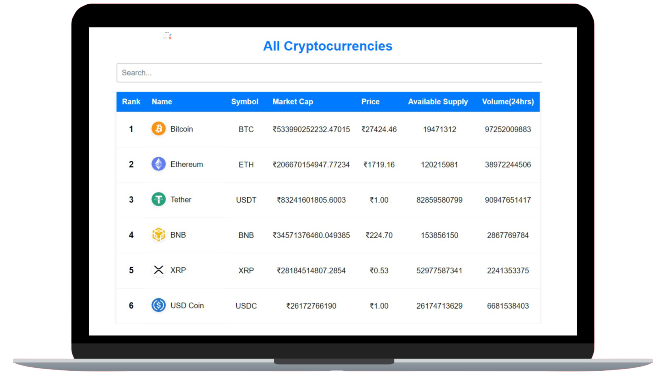 All Cryptocurrencies
Search...
Rank Name Symbol Market Cap Price Available Supply Volume(24hrs)
1 Bitcoin BTC ₹533990252232.47015 ₹27424.46 19471312 97252009883
2 Ethereum ETH ₹206670154947.77234 ₹1719.16 120215981 38972244506
3 Tether USDT ₹83241601805.6003 ₹1.00 82859580799 90947651417
4 BNB BNB ₹34571376460.049385 ₹224.70 153856150 2867769784
5 XRP XRP ₹28184514807.2854 ₹0.53 52977587341 2241353375
6 USD Coin USDC ₹26172766190 ₹1.00 26174713629 6681538403